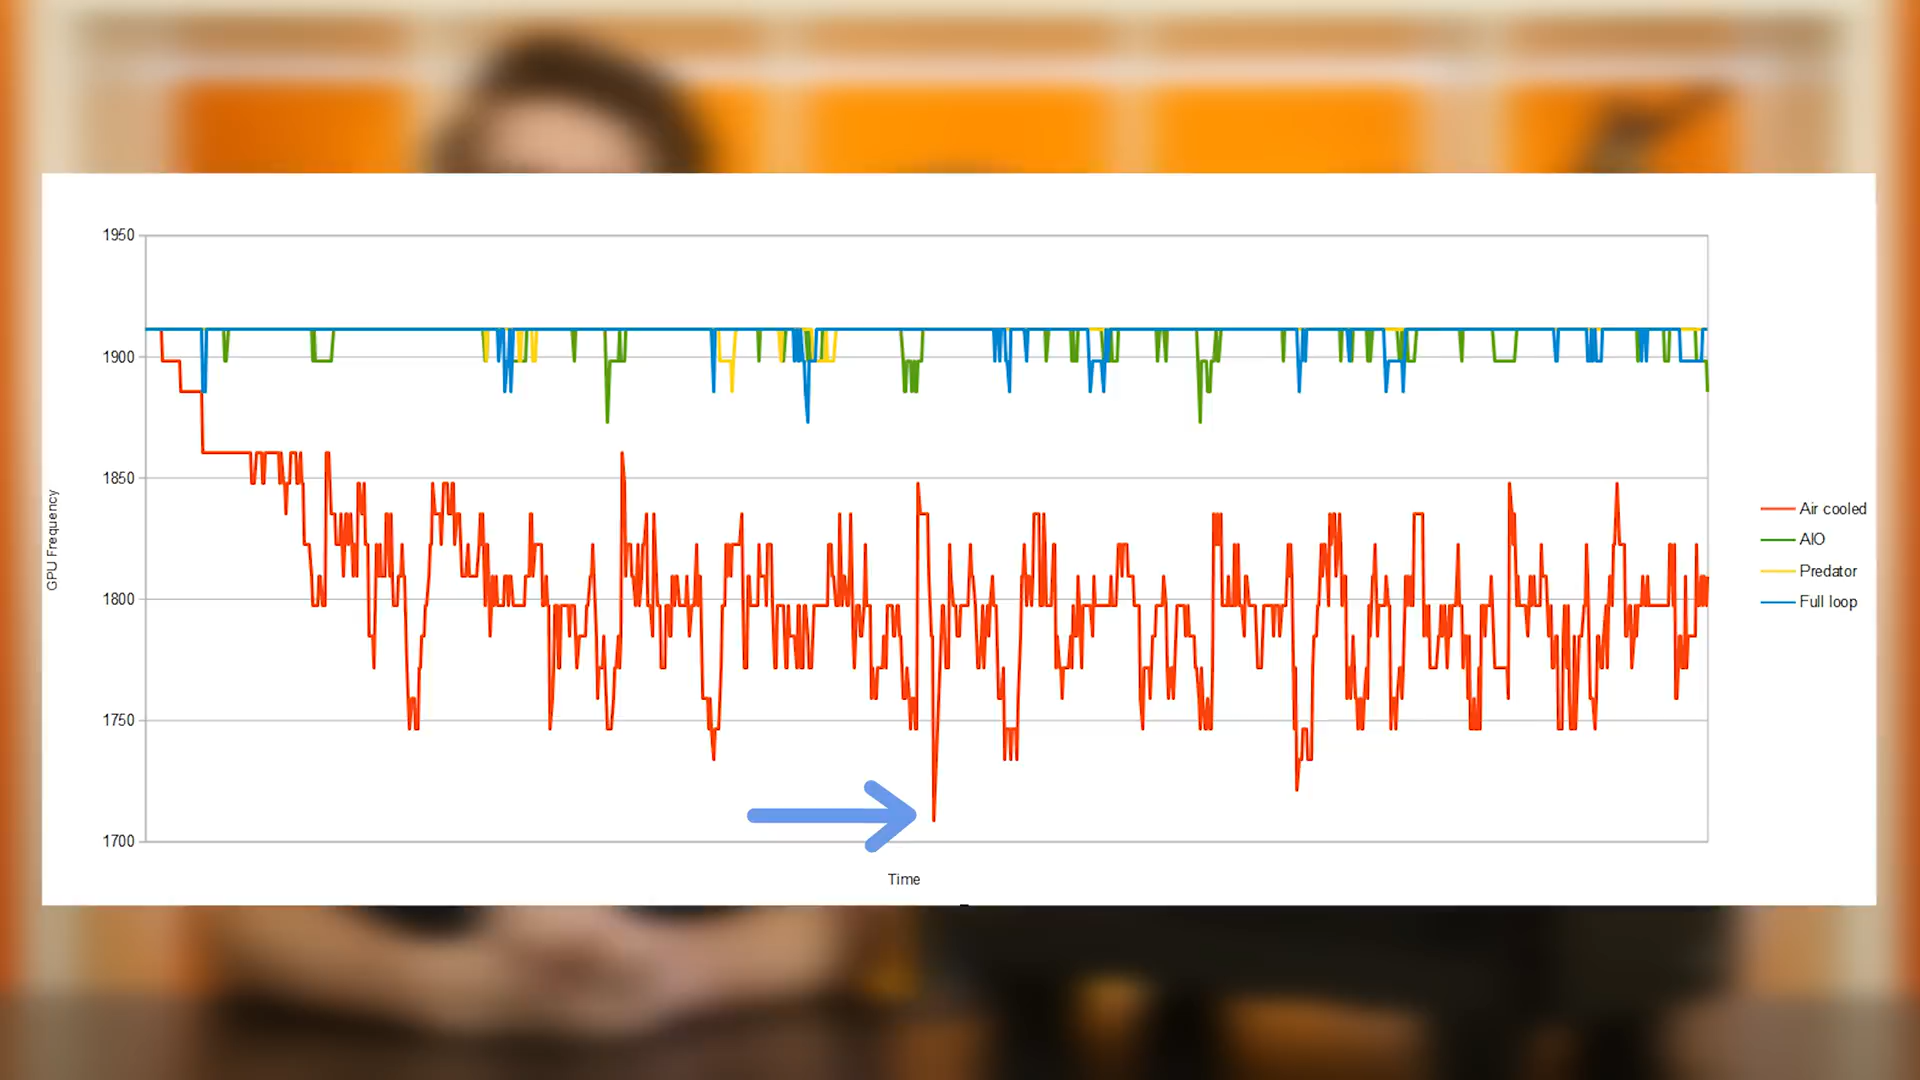 1950
1900
1850
1800
1750
1700
GPU Frequency
Time
Air cooled
AIO
Predator
Full loop